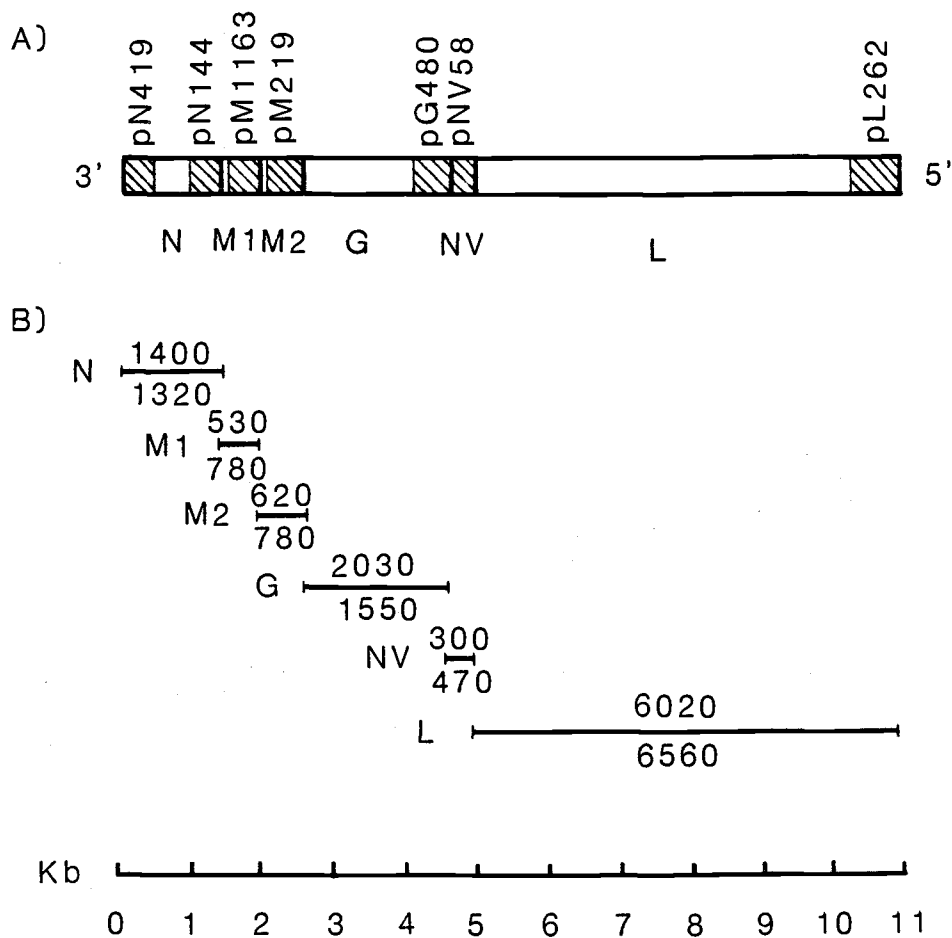 A)
pN419 pN144 pM1163 pM219 pG480 pNV58 pL262
3' 5'
N M1 M2 G NV L
B)
N 1400
1320
M1 530
780
M2 620
780
G 2030
1550
NV 300
470
L 6020
6560
Kb
0 1 2 3 4 5 6 7 8 9 10 11